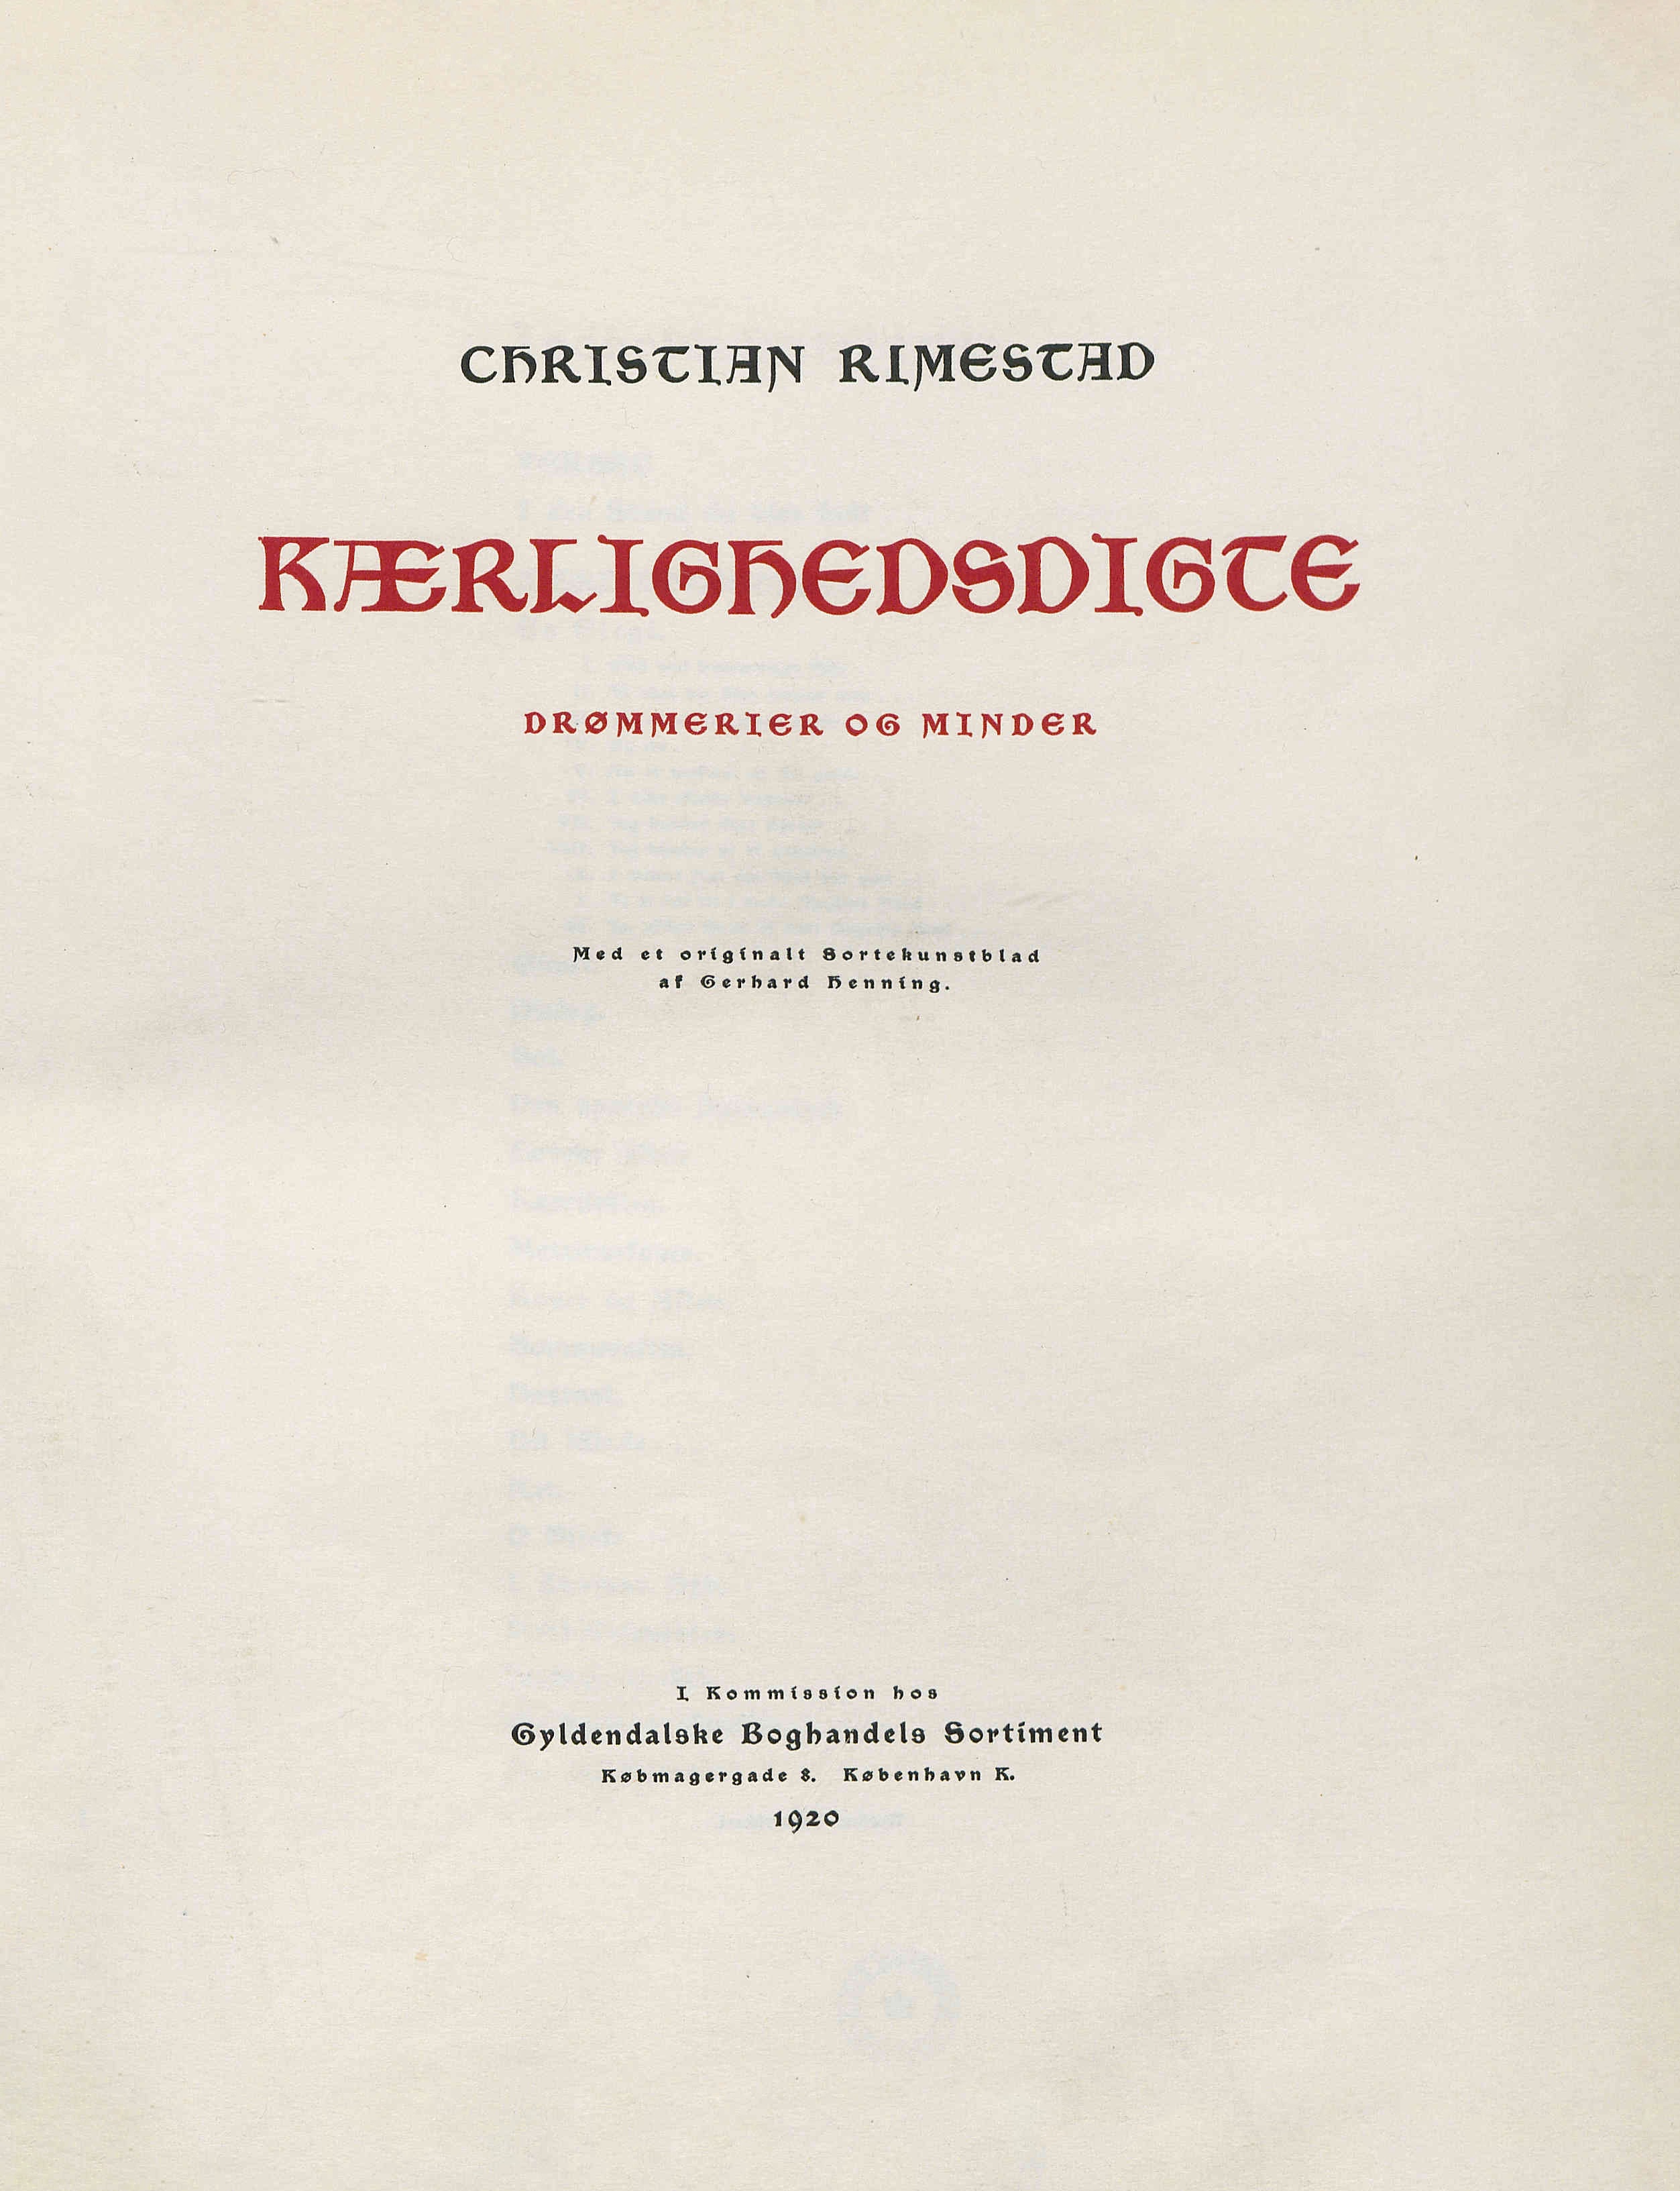 CHRISTIAN RIMESTAD
KÆRLIGHEDSDIGTE
DRØMMERIER OG MINDER
Med et originalt Sortekunstblad
af Gerhard Henning.
I Kommission hos
Gyldendalske Boghandels Sortiment
Købmagergade 8. København K.
1920